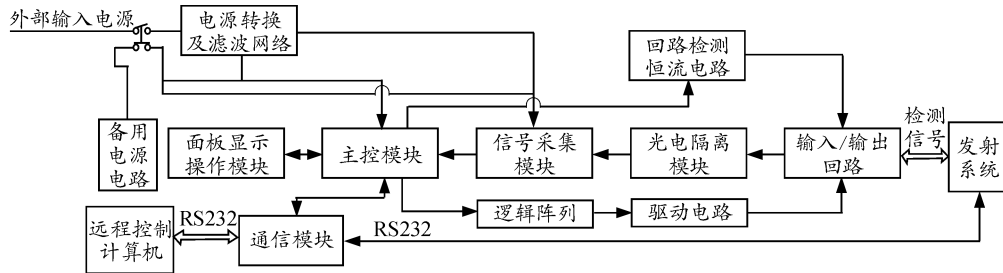 外部输入电源
电源转换
及滤波网络
回路检测
恒流电路
备用
电源
电路
面板显示
操作模块
主控模块
信号采集
模块
光电隔离
模块
输入/输出
回路
检测
信号
发射
系统
逻辑阵列
驱动电路
远程控制
计算机
RS232
通信模块
RS232